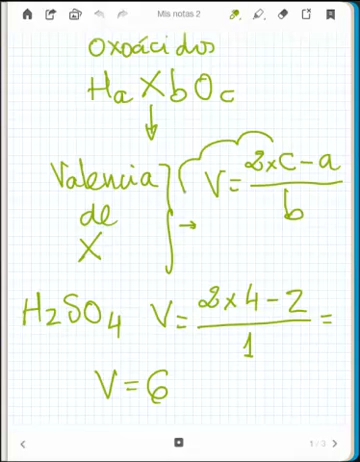 Mis notas 2
Oxoácidos
HaXbOc
Valencia de X → V = (2xc-a)/b
H2SO4 V = (2x4-2)/1 =
V = 6
1/3